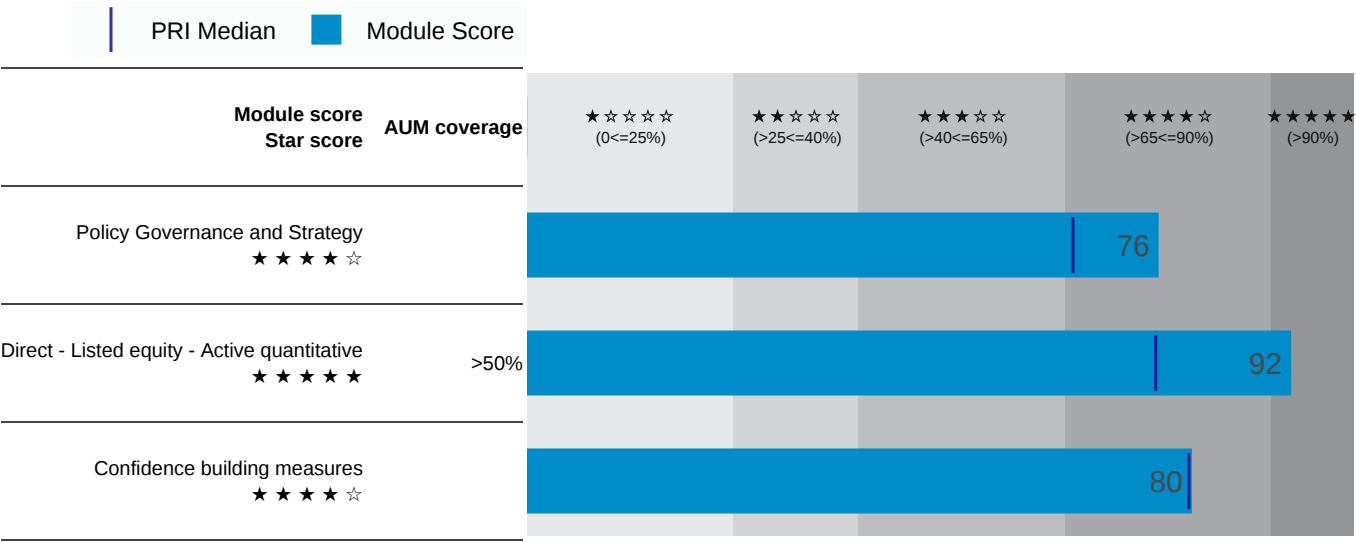 PRI Median Module Score
Module score
Star score
AUM coverage
★☆☆☆☆
(0<=25%)
★★☆☆☆
(>25<=40%)
★★★☆☆
(>40<=65%)
★★★★☆
(>65<=90%)
★★★★★
(>90%)
Policy Governance and Strategy
★★★★☆
76
Direct - Listed equity - Active quantitative
★★★★★
>50%
92
Confidence building measures
★★★★☆
80